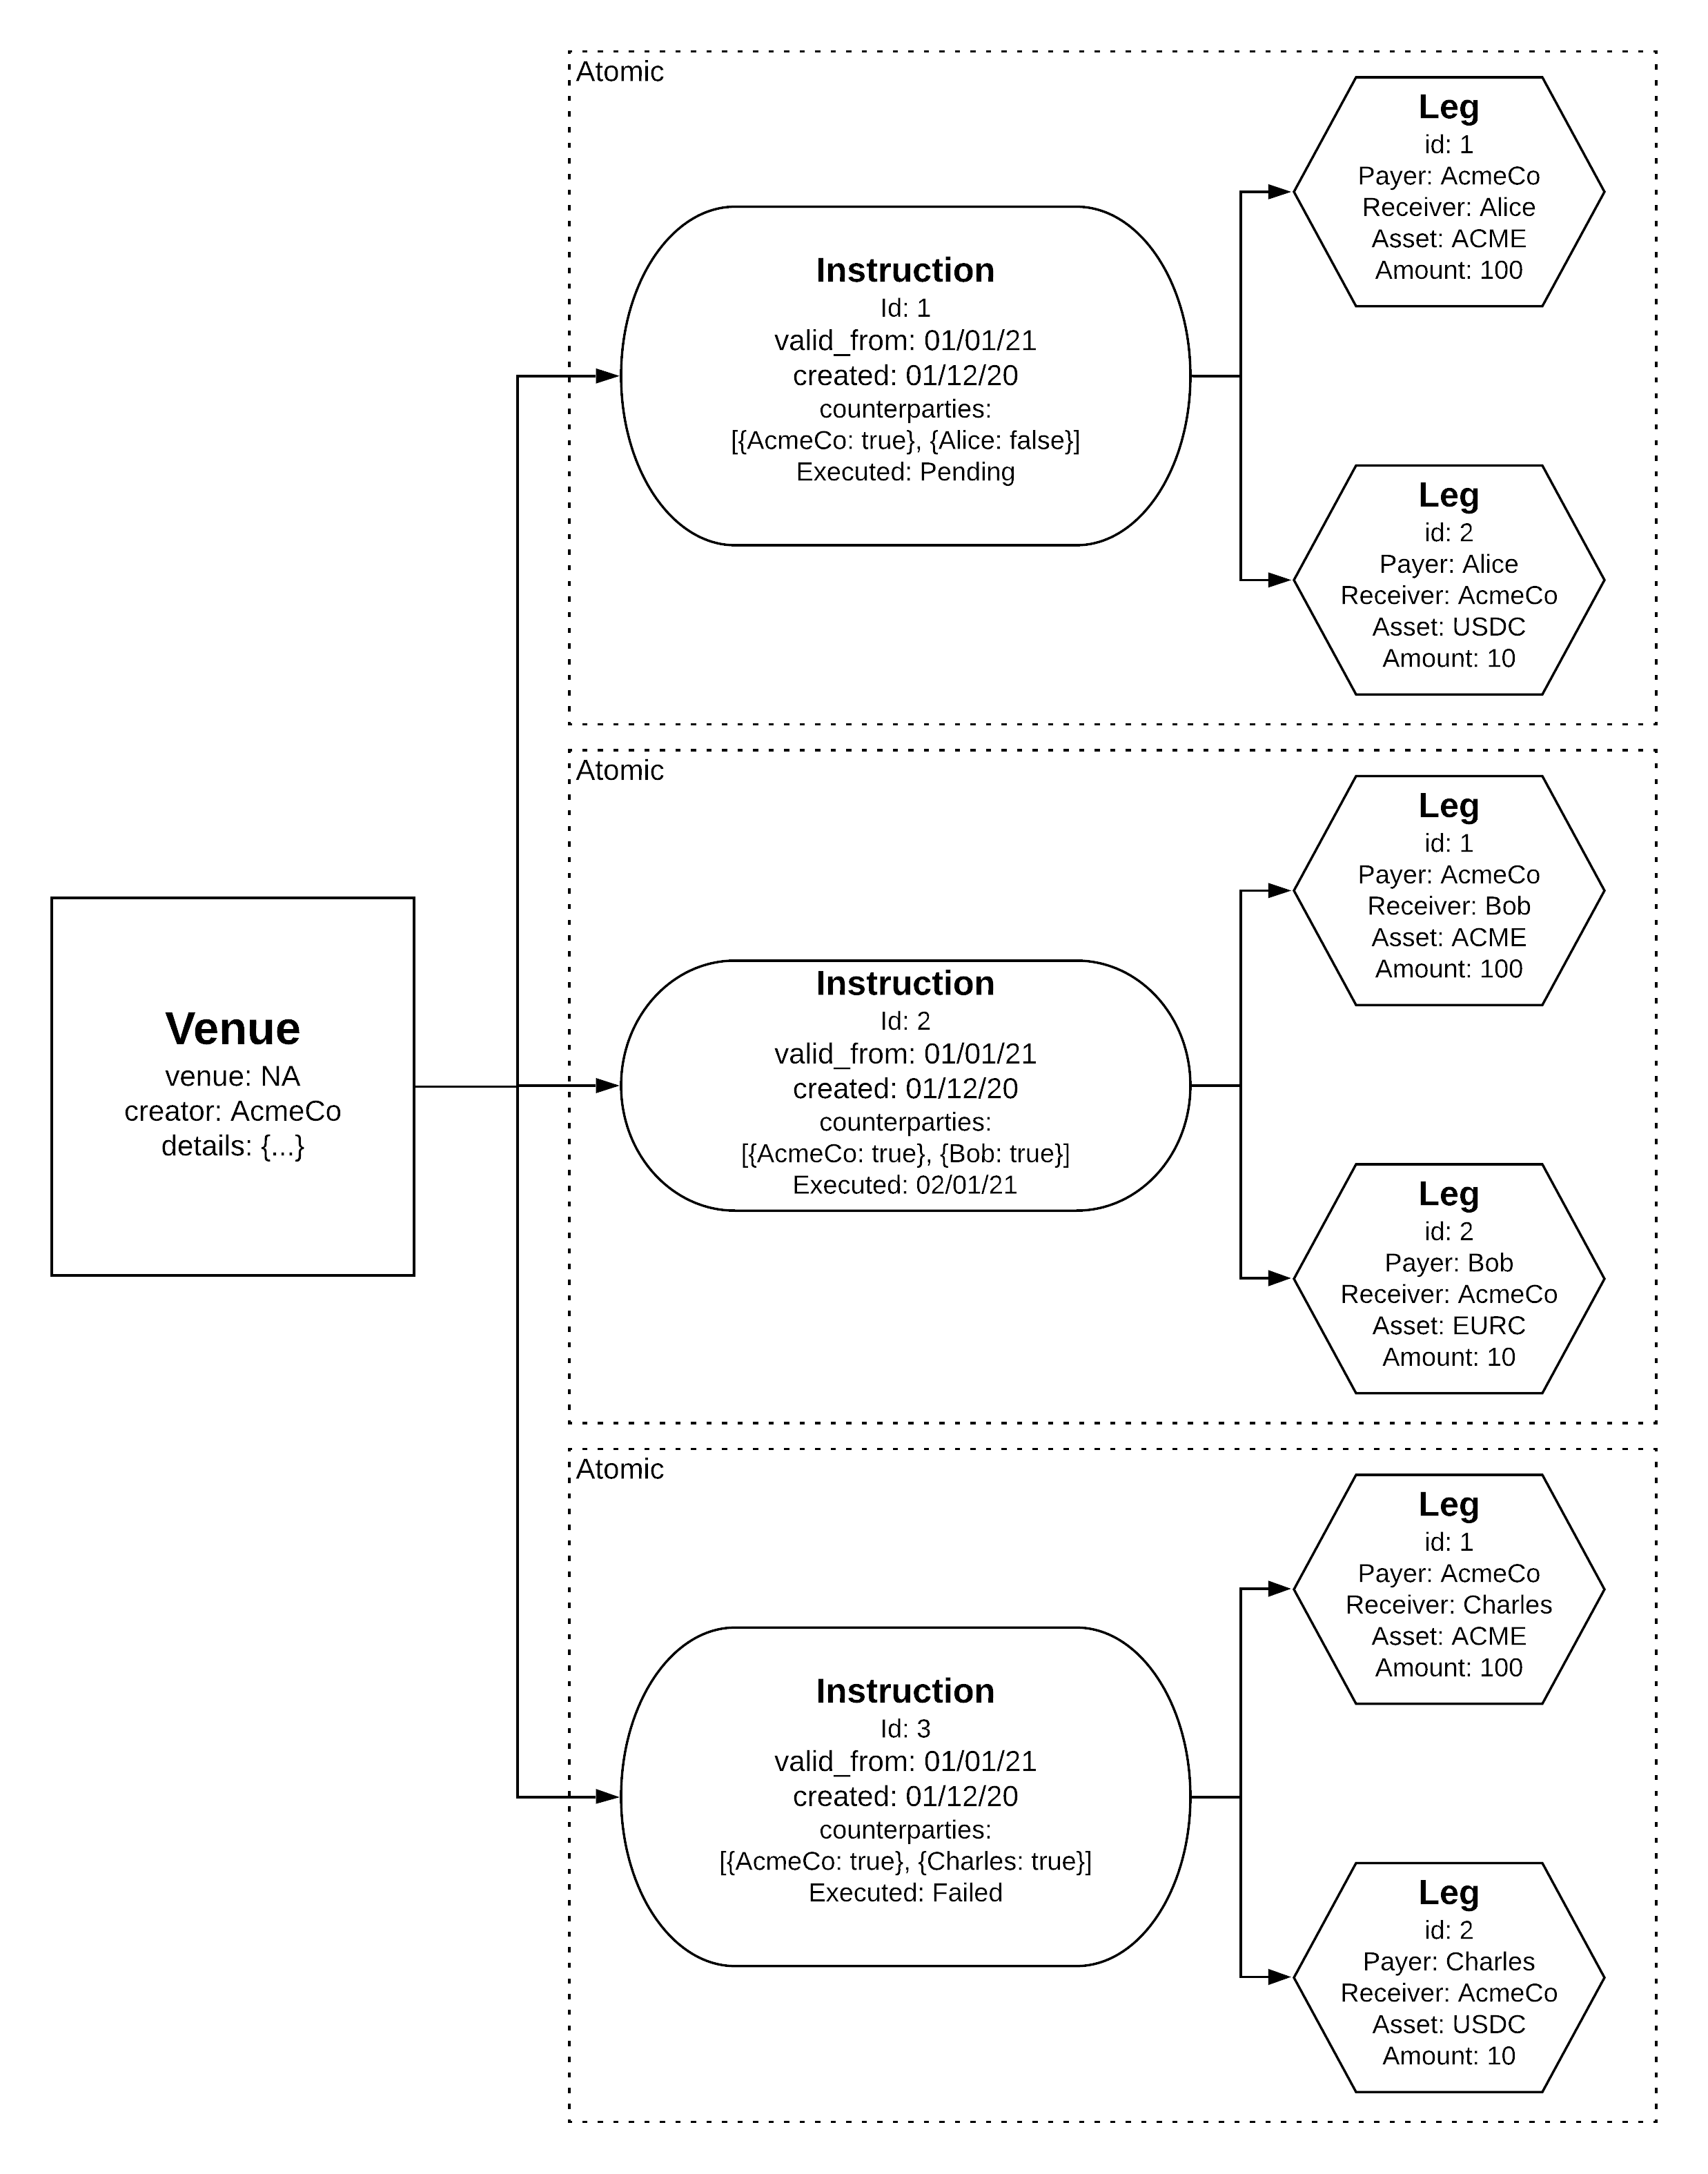 Venue
venue: NA
creator: AcmeCo
details: {...}
Atomic
Instruction
Id: 1
valid_from: 01/01/21
created: 01/12/20
counterparties:
[{AcmeCo: true}, {Alice: false}]
Executed: Pending
Leg
id: 1
Payer: AcmeCo
Receiver: Alice
Asset: ACME
Amount: 100
Leg
id: 2
Payer: Alice
Receiver: AcmeCo
Asset: USDC
Amount: 10
Atomic
Instruction
Id: 2
valid_from: 01/01/21
created: 01/12/20
counterparties:
[{AcmeCo: true}, {Bob: true}]
Executed: 02/01/21
Leg
id: 1
Payer: AcmeCo
Receiver: Bob
Asset: ACME
Amount: 100
Leg
id: 2
Payer: Bob
Receiver: AcmeCo
Asset: EURC
Amount: 10
Atomic
Instruction
Id: 3
valid_from: 01/01/21
created: 01/12/20
counterparties:
[{AcmeCo: true}, {Charles: true}]
Executed: Failed
Leg
id: 1
Payer: AcmeCo
Receiver: Charles
Asset: ACME
Amount: 100
Leg
id: 2
Payer: Charles
Receiver: AcmeCo
Asset: USDC
Amount: 10